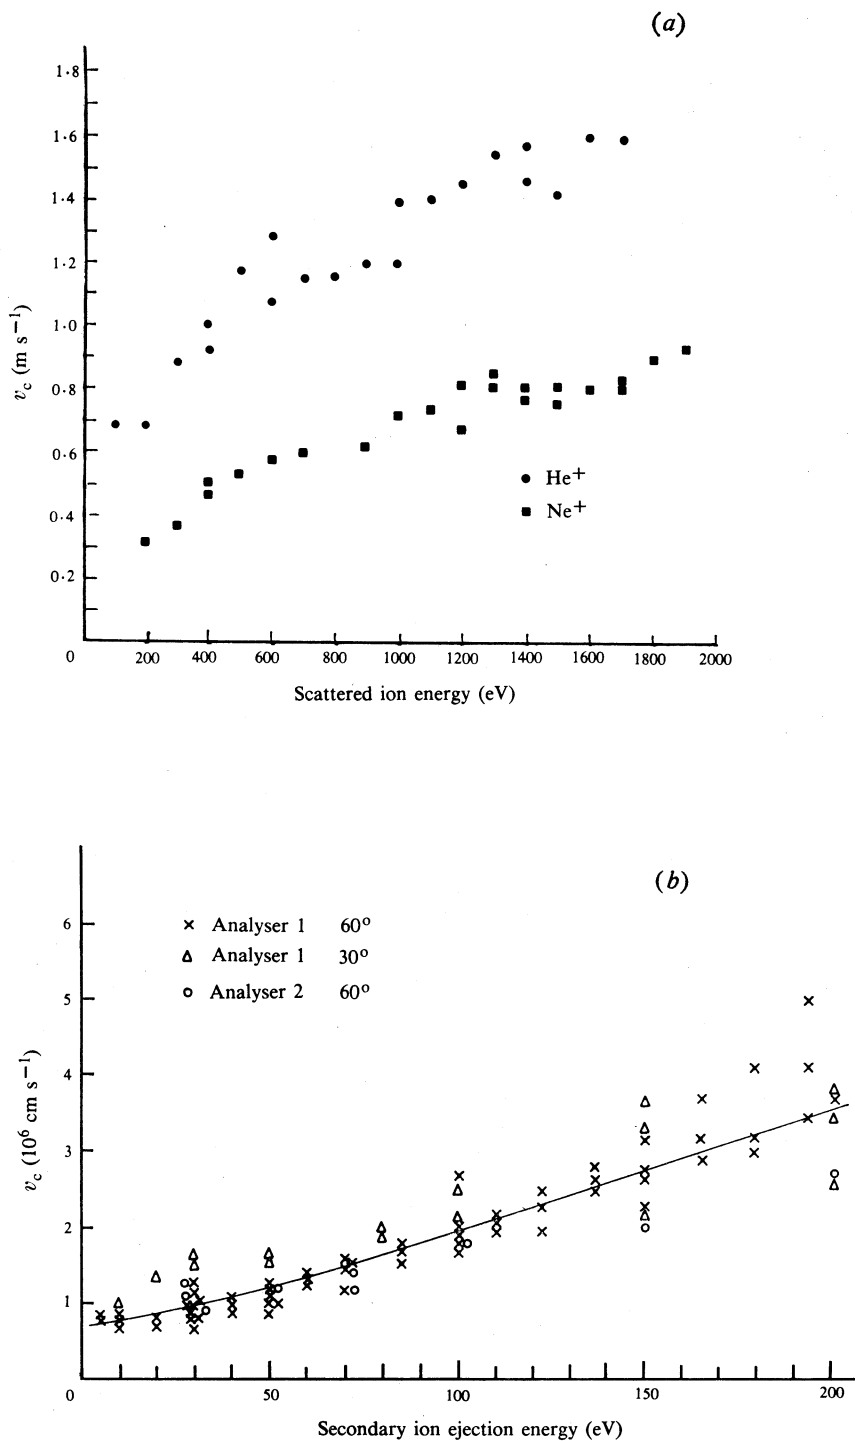 (a)
1·8
1·6
1·4
1·2
1·0
0·8
0·6
0·4
0·2
v_c (m s−1)
He+
Ne+
0 200 400 600 800 1000 1200 1400 1600 1800 2000
Scattered ion energy (eV)
(b)
6
5
4
3
2
1
v_c (10^6 cm s−1)
Analyser 1 60°
Analyser 1 30°
Analyser 2 60°
0 50 100 150 200
Secondary ion ejection energy (eV)